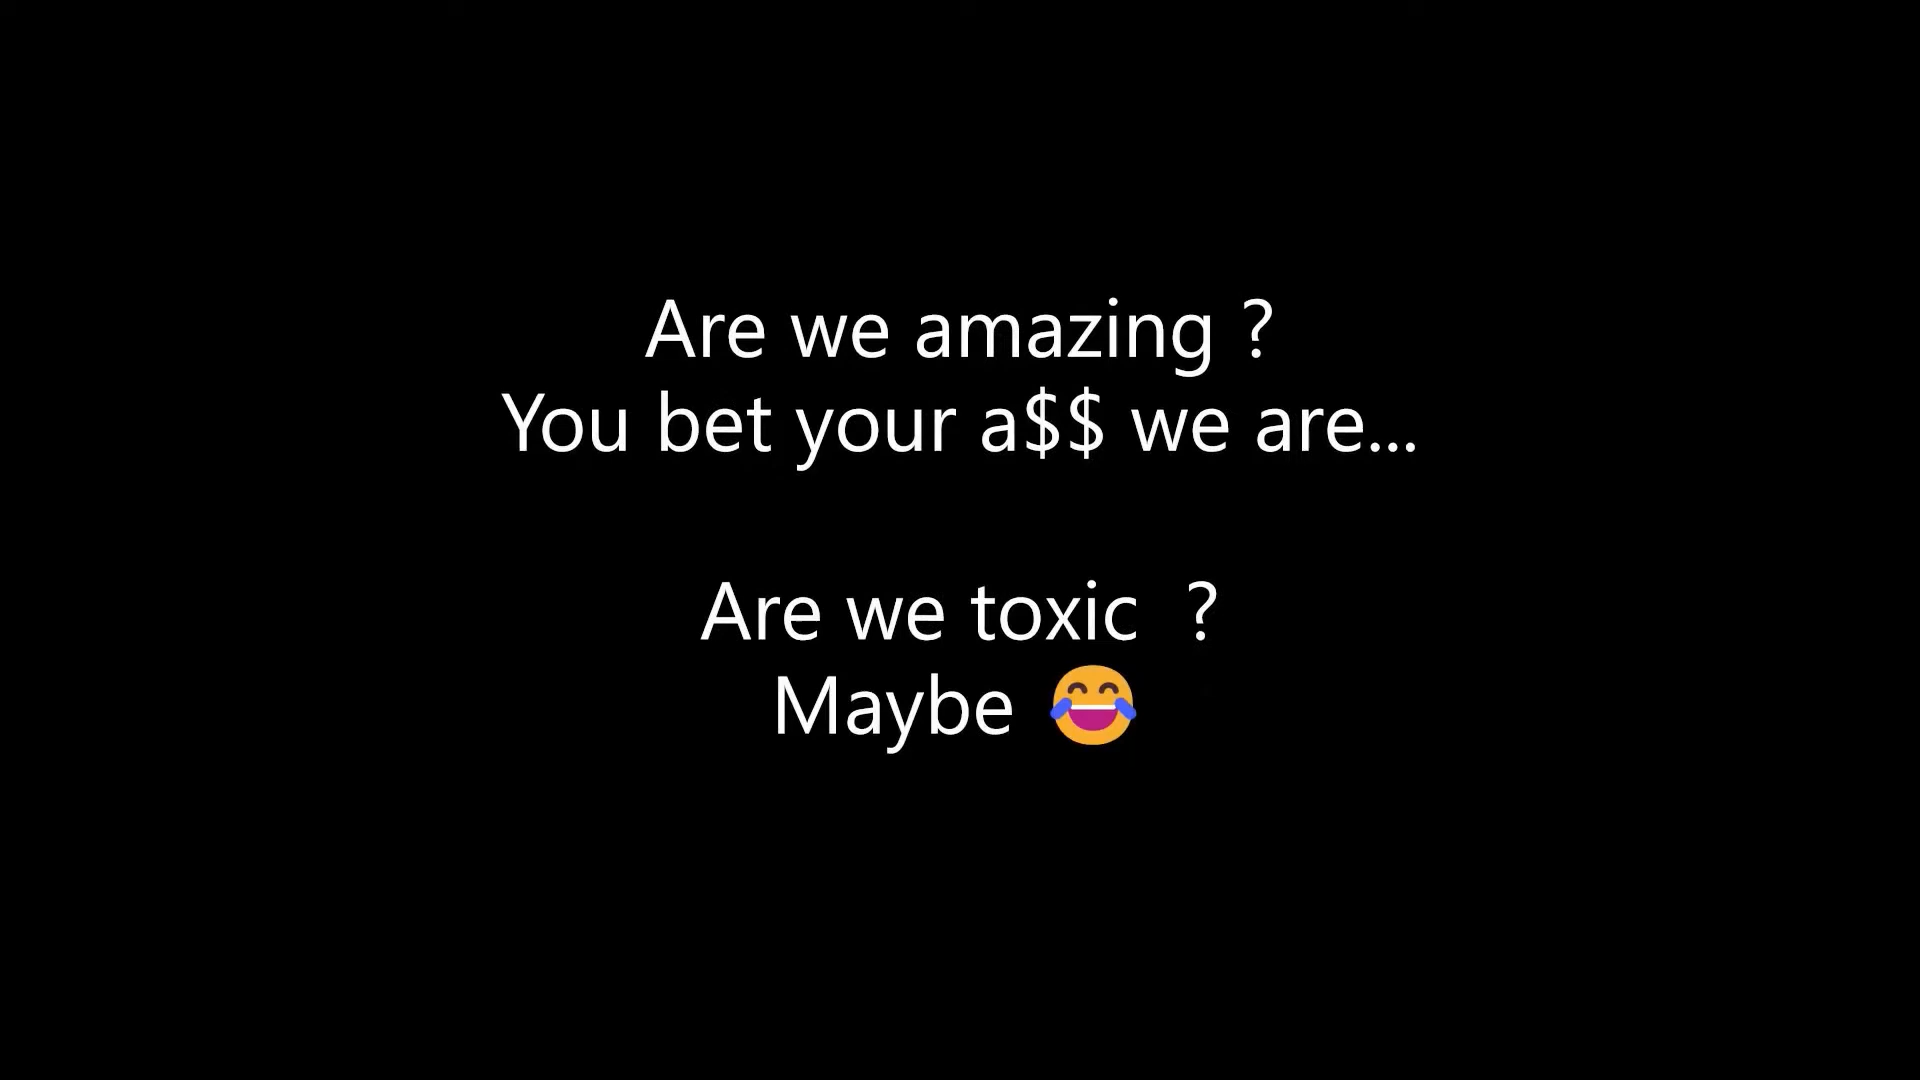 Are we amazing ?
You bet your a$$ we are...
Are we toxic  ?
Maybe 😂